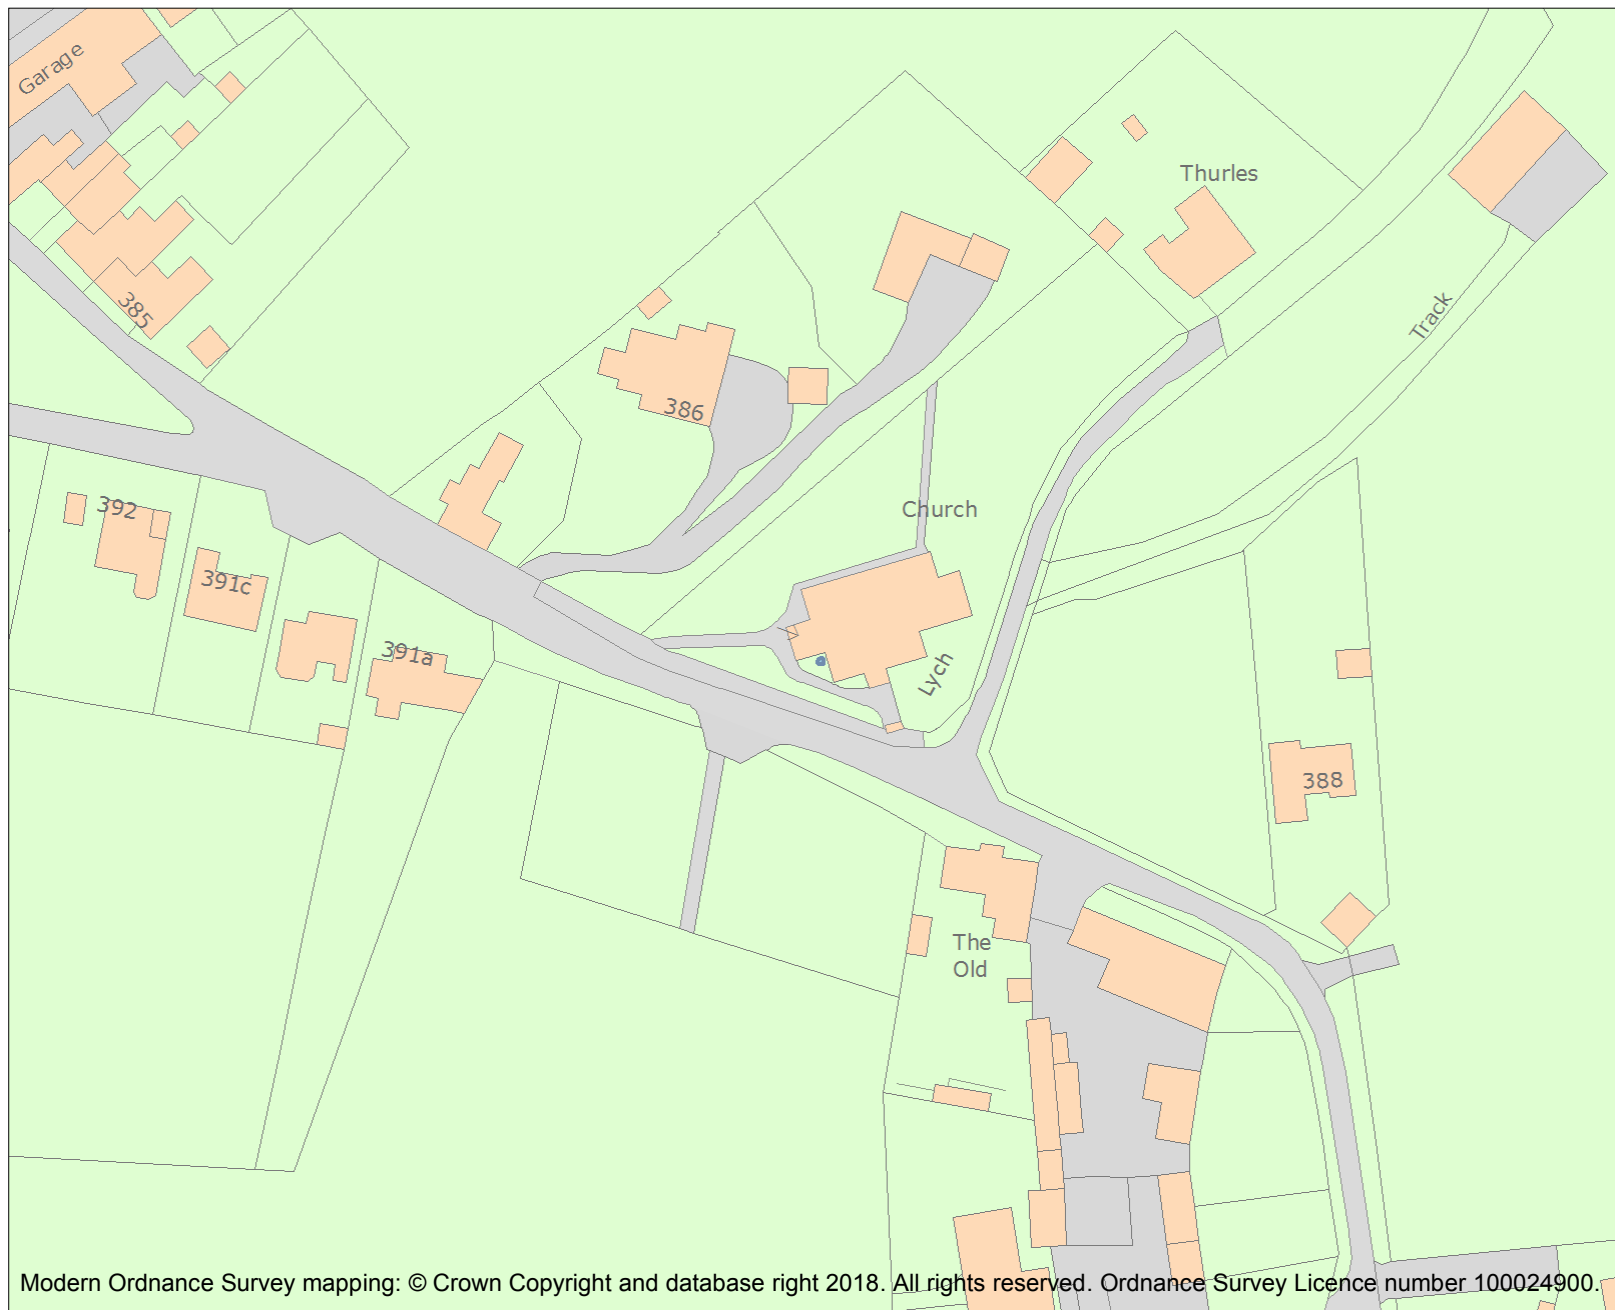 Garage
Thurles
385
Track
386
392
Church
391c
391a
Lych
388
The
Old
Modern Ordnance Survey mapping: © Crown Copyright and database right 2018. All rights reserved. Ordnance Survey Licence number 100024900.